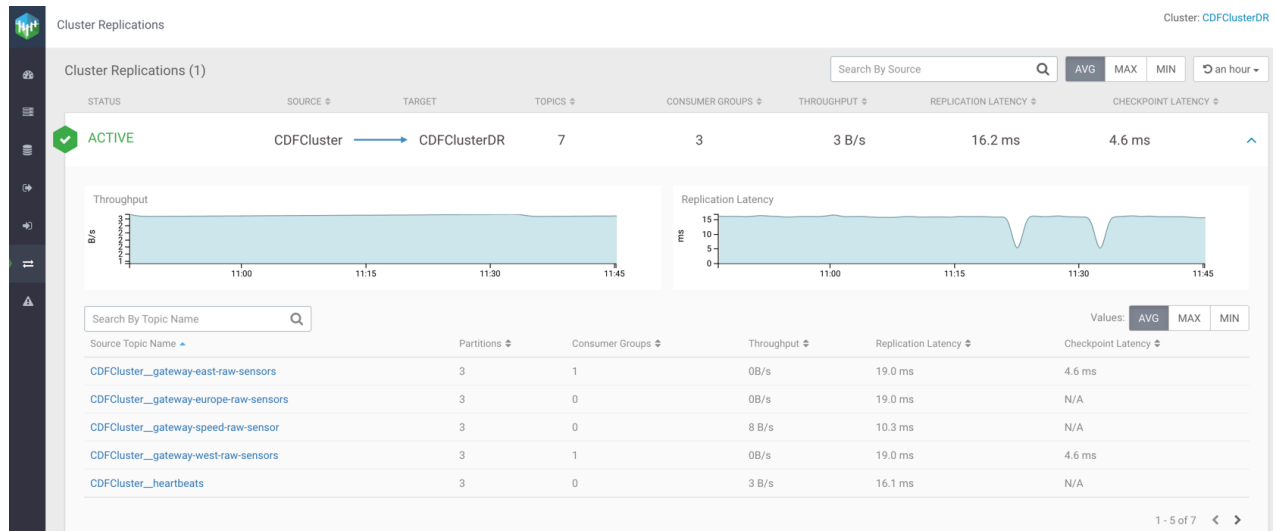 Cluster Replications
Cluster: CDFClusterDR
Cluster Replications (1)
Search By Source
AVG MAX MIN
an hour
STATUS SOURCE TARGET TOPICS CONSUMER GROUPS THROUGHPUT REPLICATION LATENCY CHECKPOINT LATENCY
ACTIVE CDFCluster CDFClusterDR 7 3 3 B/s 16.2 ms 4.6 ms
Throughput
B/s
3
3
2
2
2
2
1
11:00 11:15 11:30 11:45
Replication Latency
ms
15
10
5
0
11:00 11:15 11:30 11:45
Search By Topic Name
Values: AVG MAX MIN
Source Topic Name Partitions Consumer Groups Throughput Replication Latency Checkpoint Latency
CDFCluster__gateway-east-raw-sensors 3 1 0B/s 19.0 ms 4.6 ms
CDFCluster__gateway-europe-raw-sensors 3 0 0B/s 19.0 ms N/A
CDFCluster__gateway-speed-raw-sensor 3 0 8 B/s 10.3 ms N/A
CDFCluster__gateway-west-raw-sensors 3 1 0B/s 19.0 ms 4.6 ms
CDFCluster__heartbeats 3 0 3 B/s 16.1 ms N/A
1 - 5 of 7